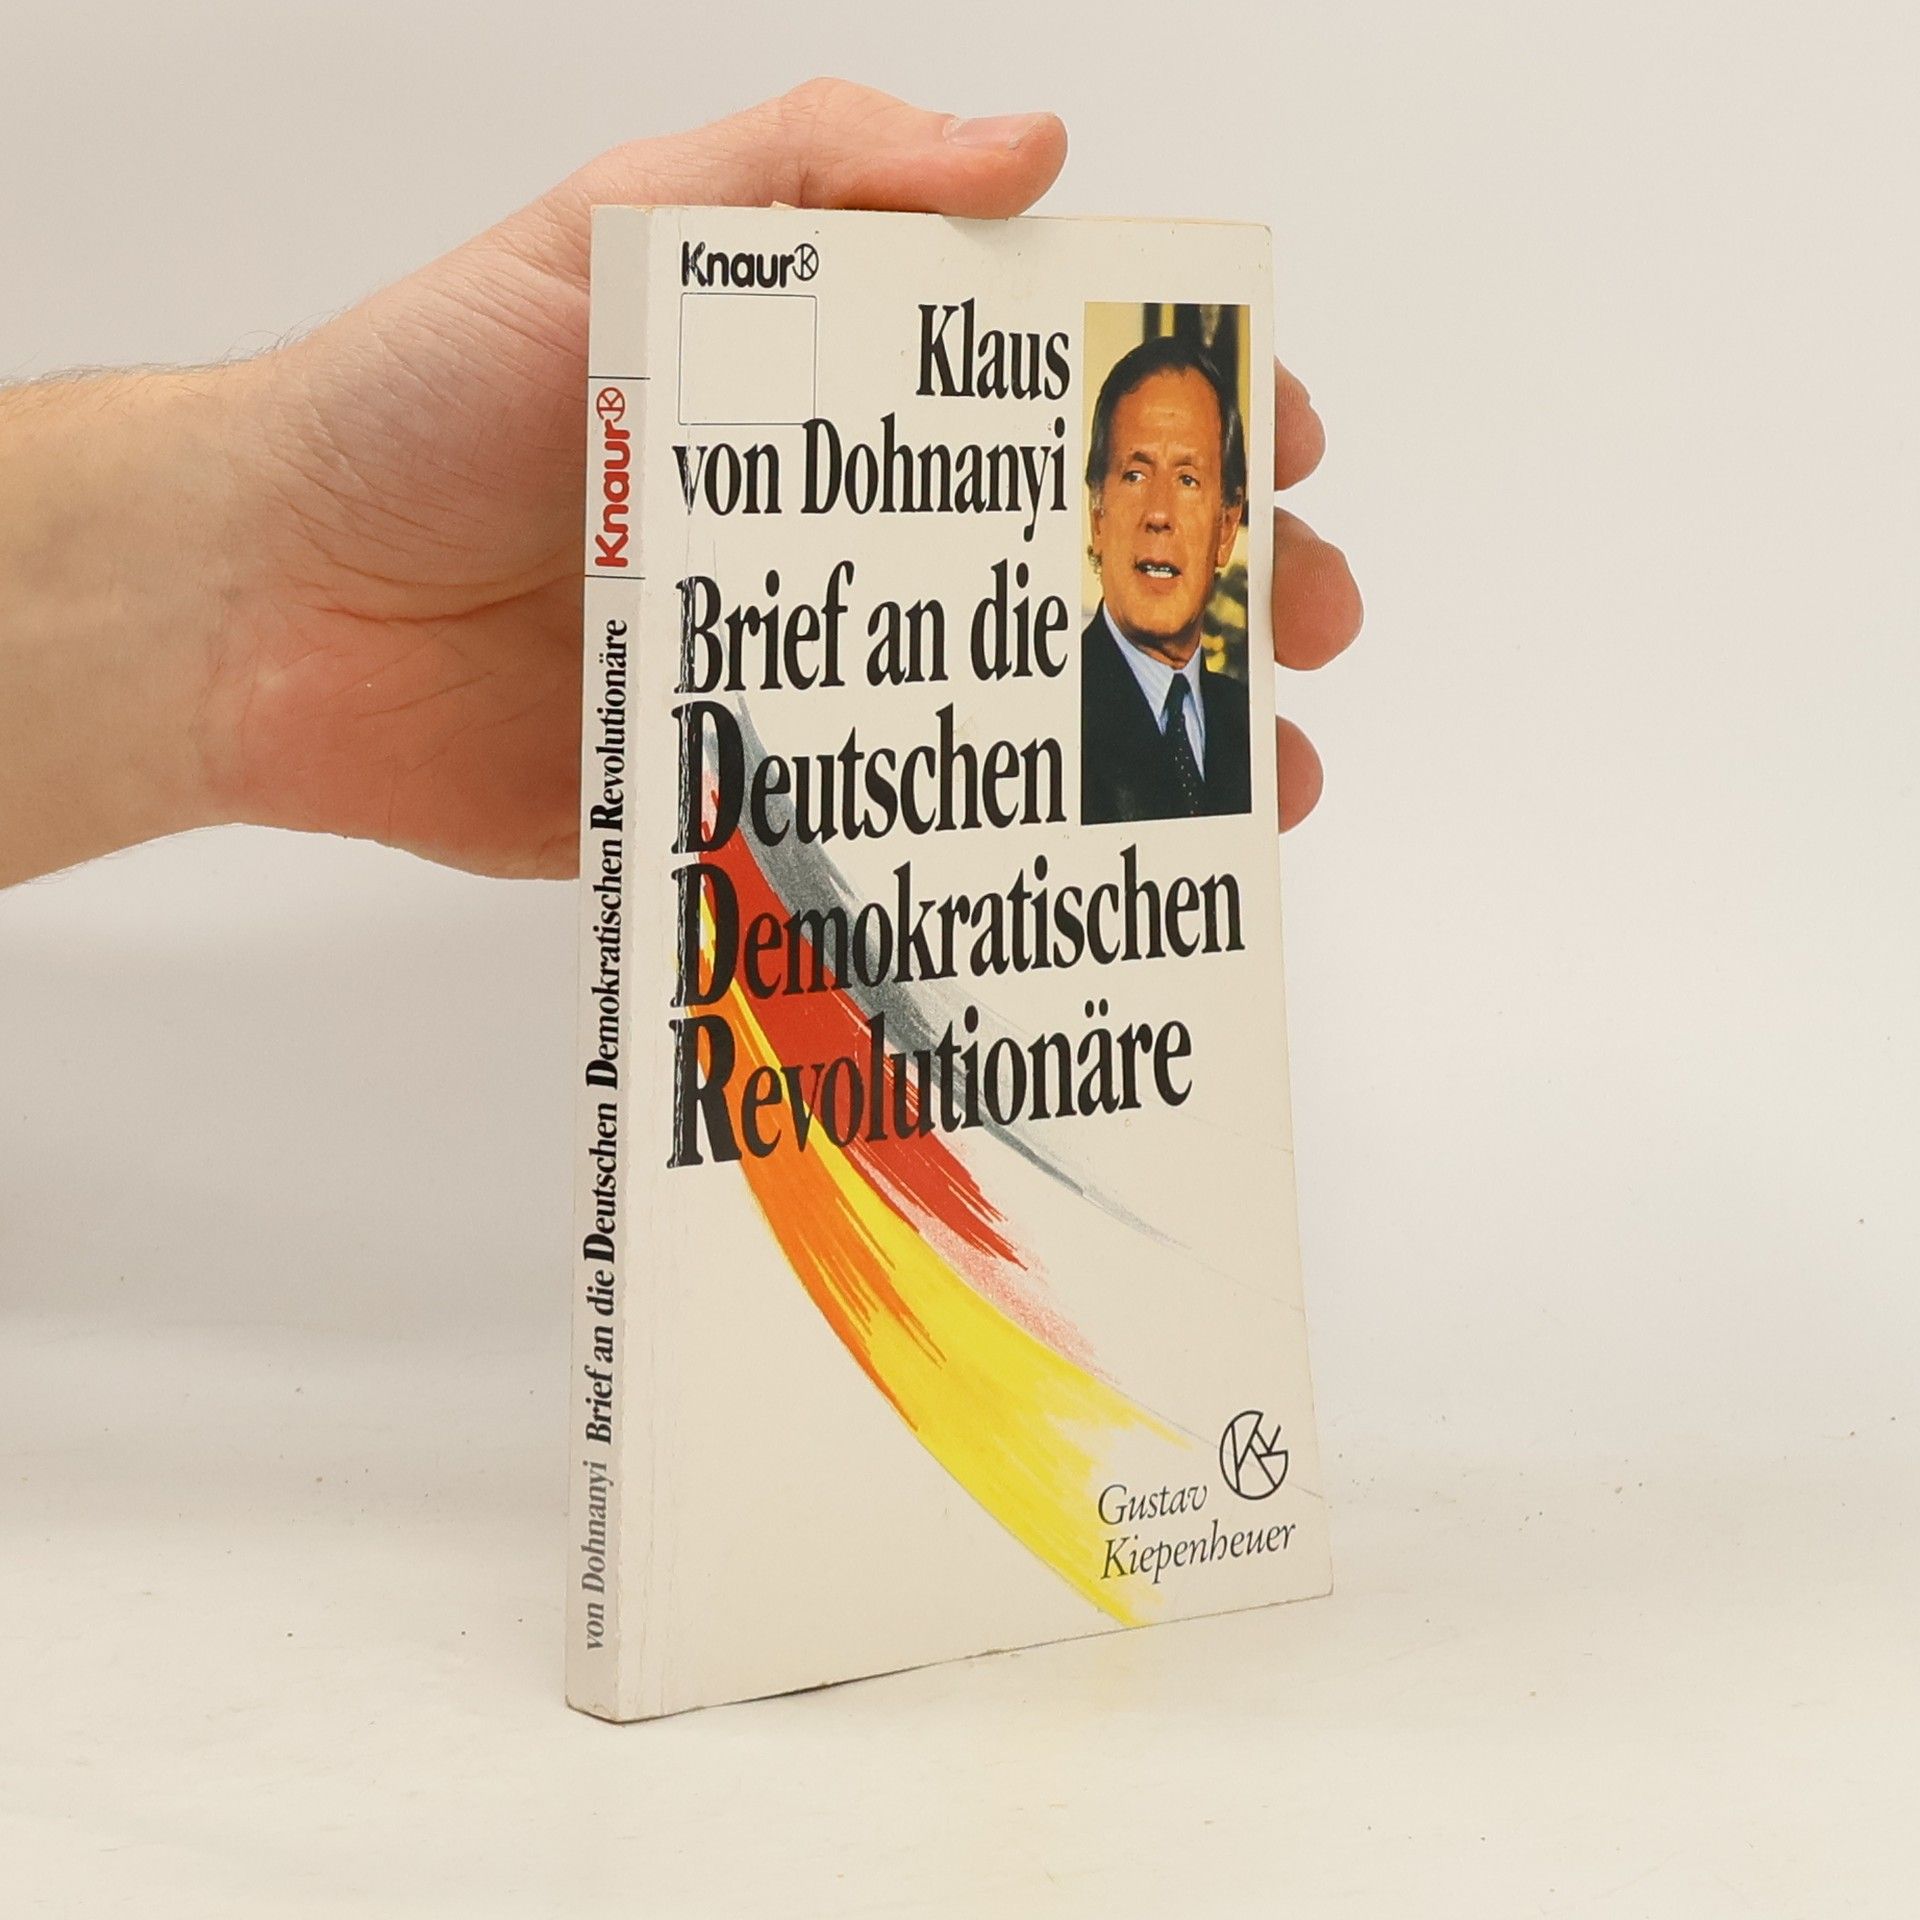 Knaur
Klaus
von Dohnanyi
Brief an die
Deutschen
Demokratischen
Revolutionäre
Gustav
Kiepenheuer
von Dohnanyi Brief an die Deutschen Demokratischen Revolutionäre Knaur